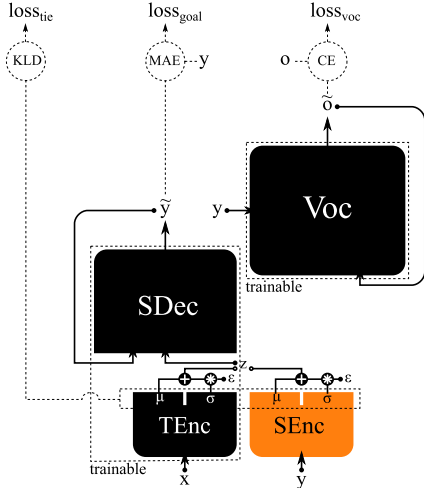 loss_tie loss_goal loss_voc
KLD MAE y o CE
õ
ỹ y Voc
trainable
SDec
z
ε ε
μ σ μ σ
TEnc SEnc
trainable
x y